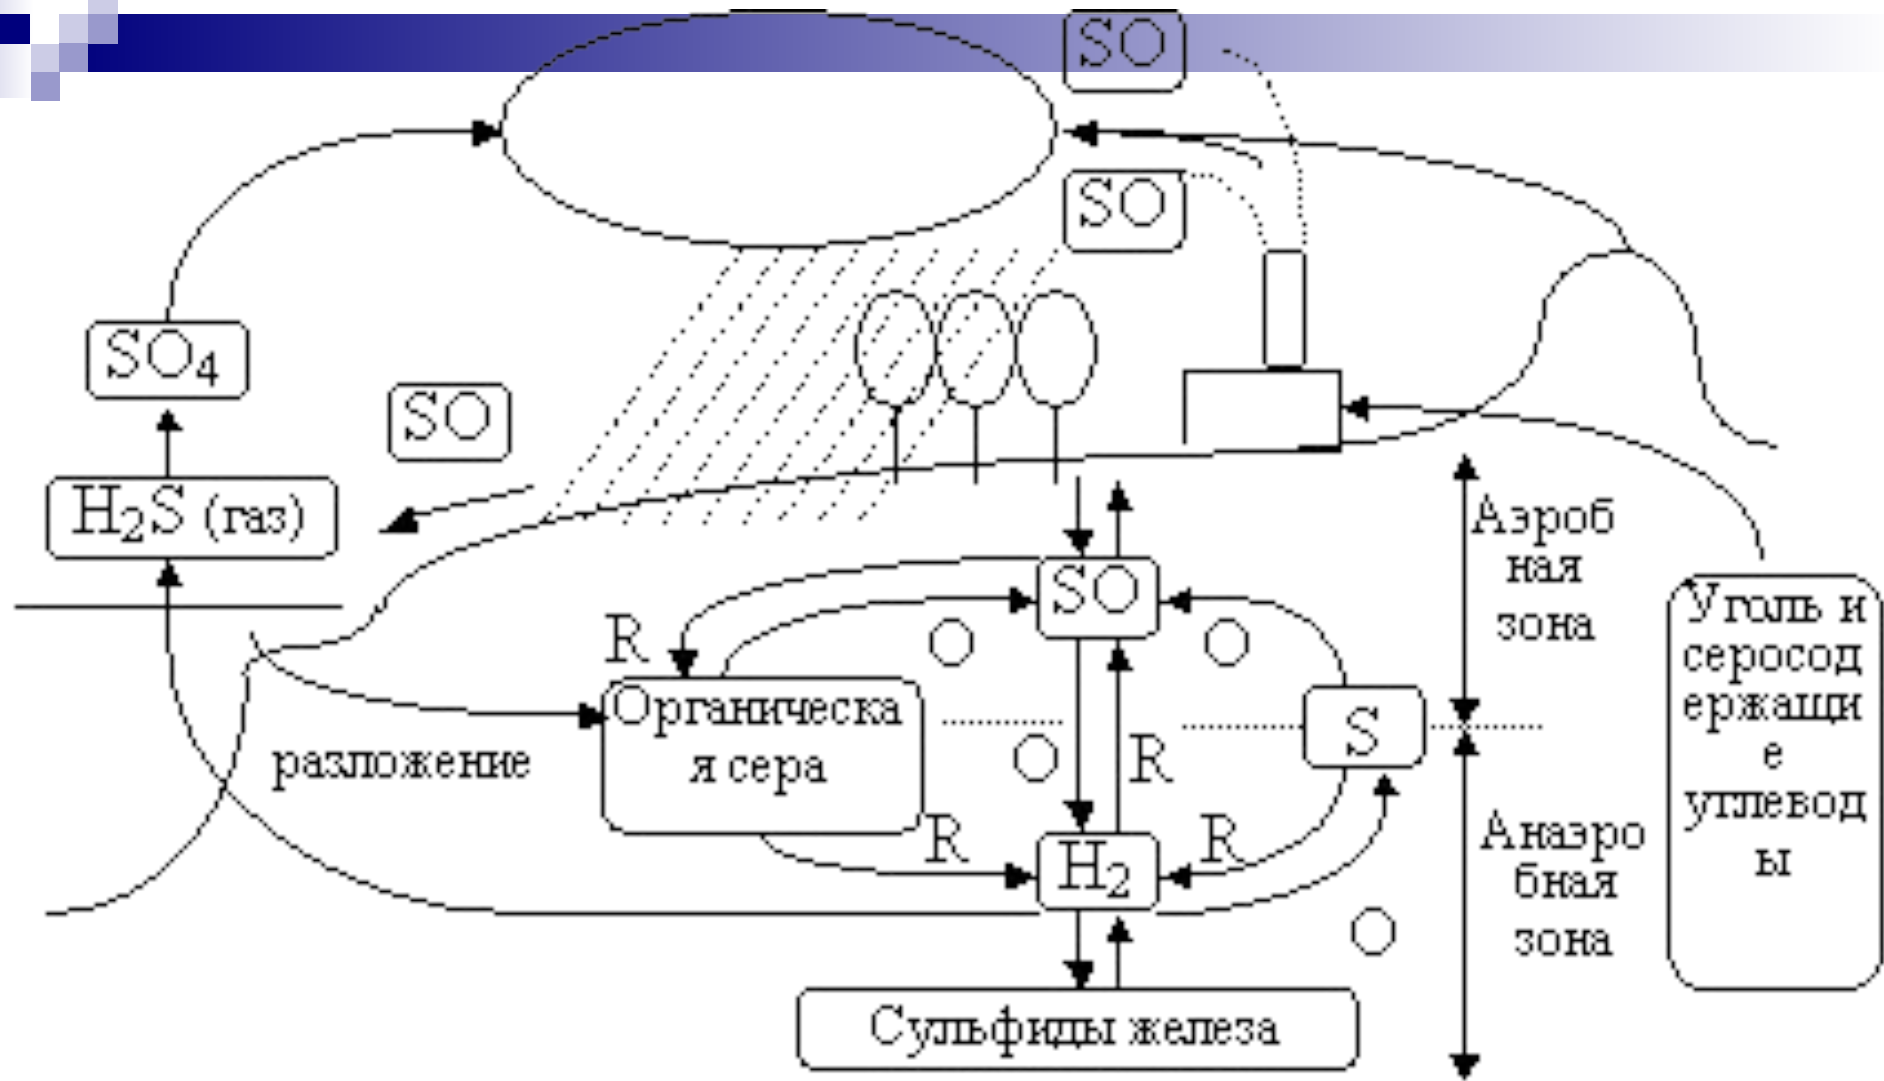 SO
SO
SO₄
SO
H₂S (газ)
Аэроб
ная
зона
SO
R
O
O
Уголь и
серосод
ержащи
е
углевод
ы
Органическа
я сера
S
разложение
O
R
R
R
H₂
Анаэро
бная
зона
O
Сульфиды железа